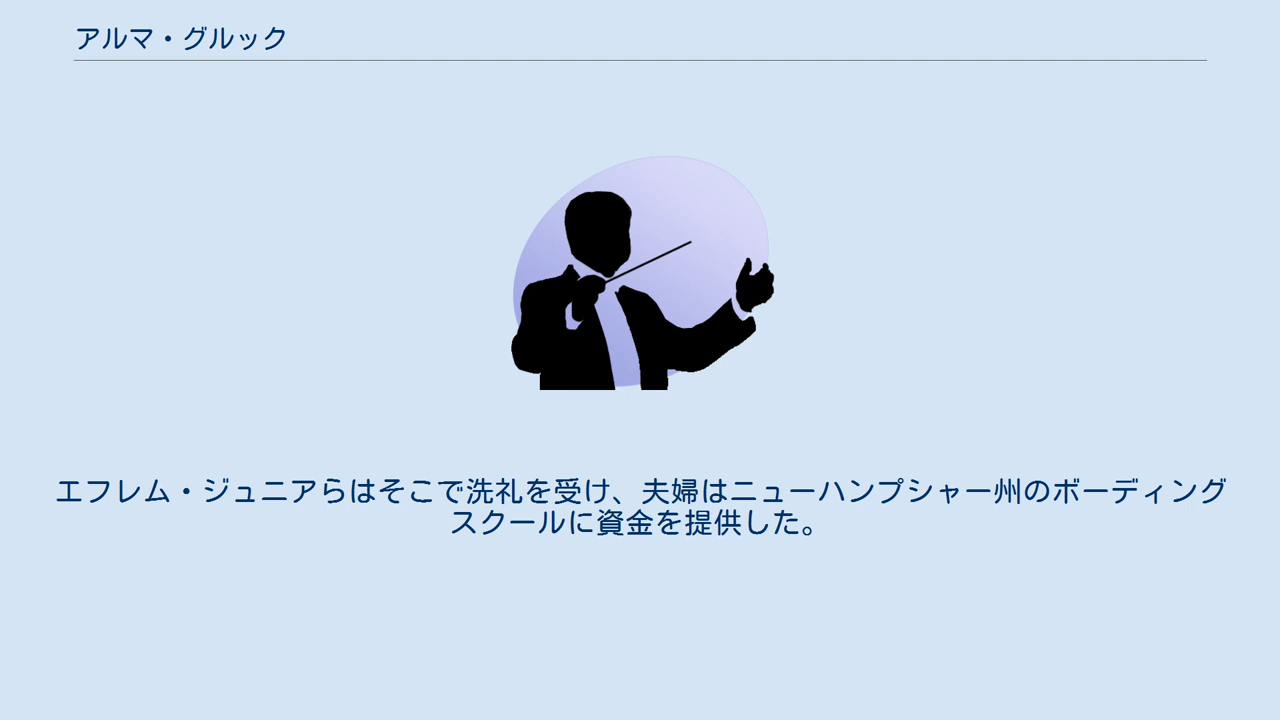 アルマ・グルック
エフレム・ジュニアらはそこで洗礼を受け、夫婦はニューハンプシャー州のボーディング
スクールに資金を提供した。